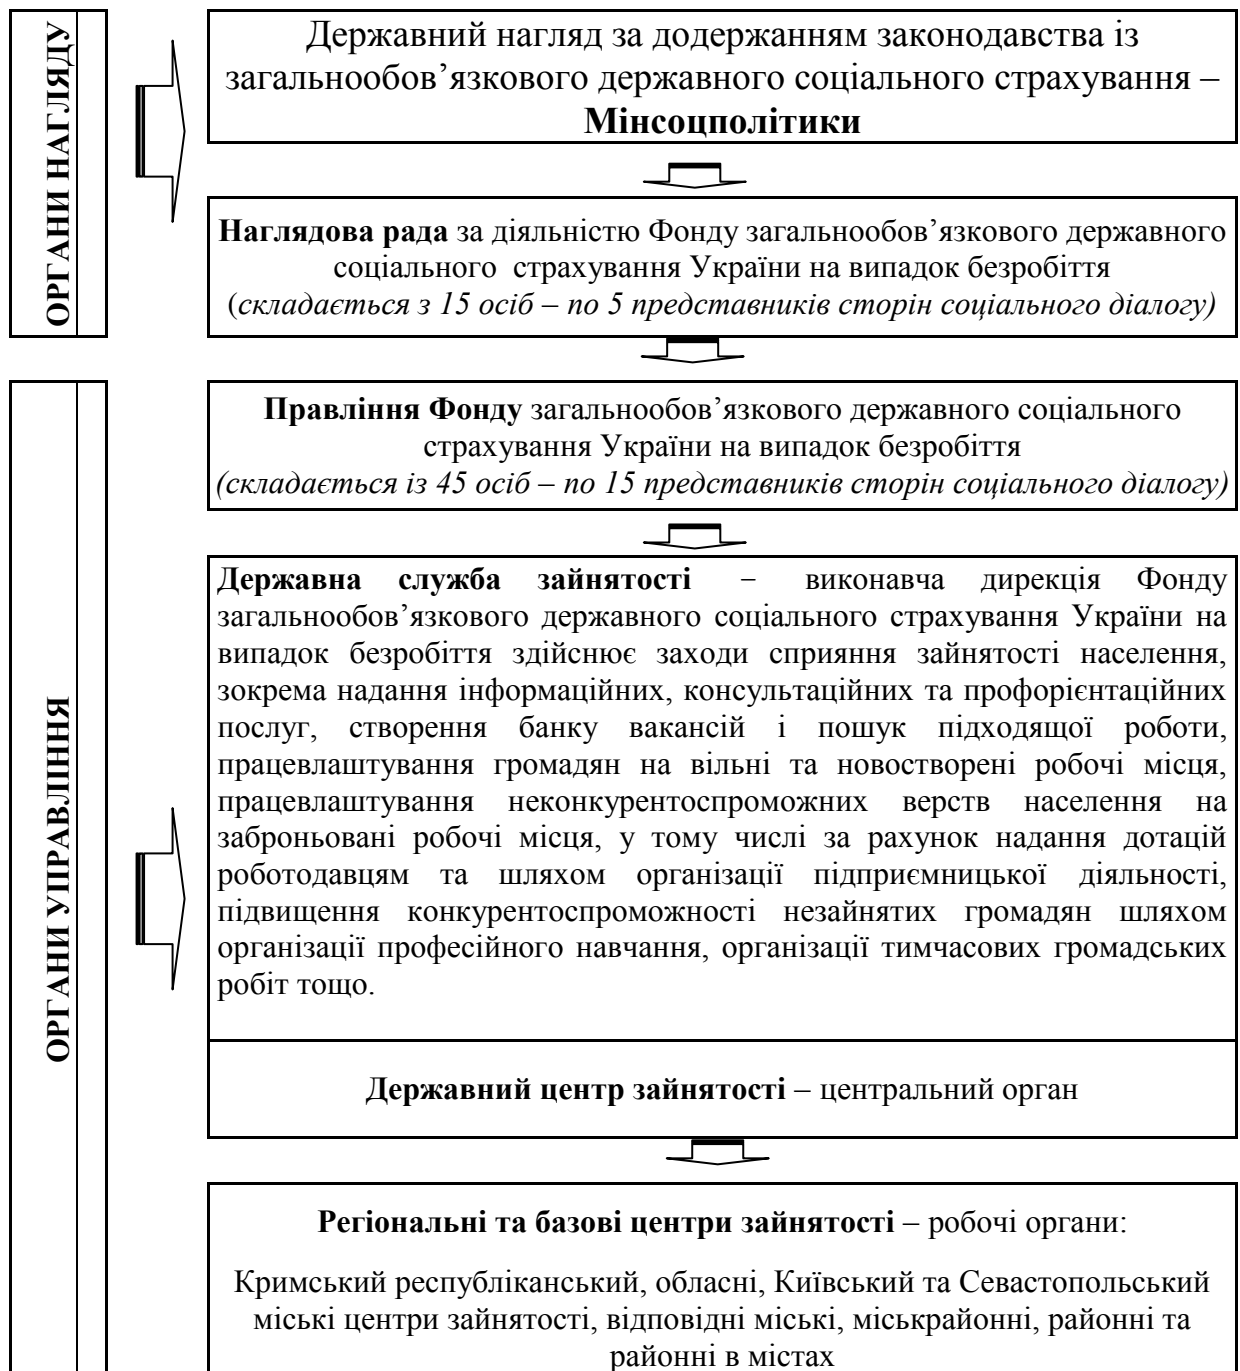 ОРГАНИ НАГЛЯДУ
Державний нагляд за додержанням законодавства із
загальнообов’язкового державного соціального страхування –
Мінсоцполітики
Наглядова рада за діяльністю Фонду загальнообов’язкового державного
соціального страхування України на випадок безробіття
(складається з 15 осіб – по 5 представників сторін соціального діалогу)
ОРГАНИ УПРАВЛІННЯ
Правління Фонду загальнообов’язкового державного соціального
страхування України на випадок безробіття
(складається із 45 осіб – по 15 представників сторін соціального діалогу)
Державна служба зайнятості – виконавча дирекція Фонду
загальнообов’язкового державного соціального страхування України на
випадок безробіття здійснює заходи сприяння зайнятості населення,
зокрема надання інформаційних, консультаційних та профорієнтаційних
послуг, створення банку вакансій і пошук підходящої роботи,
працевлаштування громадян на вільні та новостворені робочі місця,
працевлаштування неконкурентоспроможних верств населення на
заброньовані робочі місця, у тому числі за рахунок надання дотацій
роботодавцям та шляхом організації підприємницької діяльності,
підвищення конкурентоспроможності незайнятих громадян шляхом
організації професійного навчання, організації тимчасових громадських
робіт тощо.
Державний центр зайнятості – центральний орган
Регіональні та базові центри зайнятості – робочі органи:
Кримський республіканський, обласні, Київський та Севастопольський
міські центри зайнятості, відповідні міські, міськрайонні, районні та
районні в містах